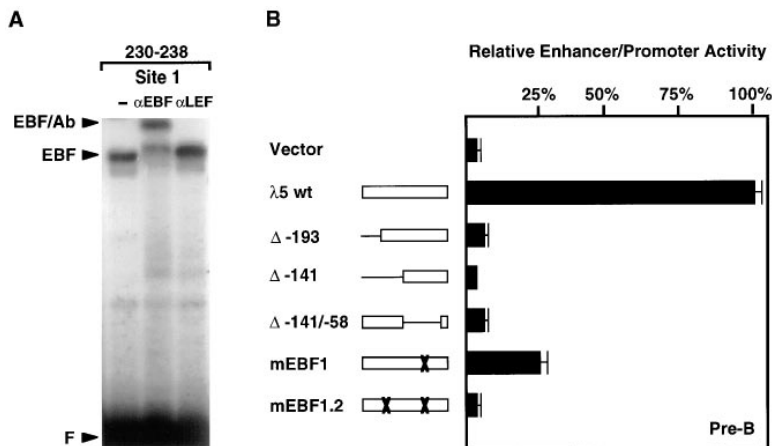 A
230-238
Site 1
– αEBF αLEF
EBF/Ab
EBF
F
B
Relative Enhancer/Promoter Activity
25% 50% 75% 100%
Vector
λ5 wt
Δ -193
Δ -141
Δ -141/-58
mEBF1
mEBF1.2
Pre-B